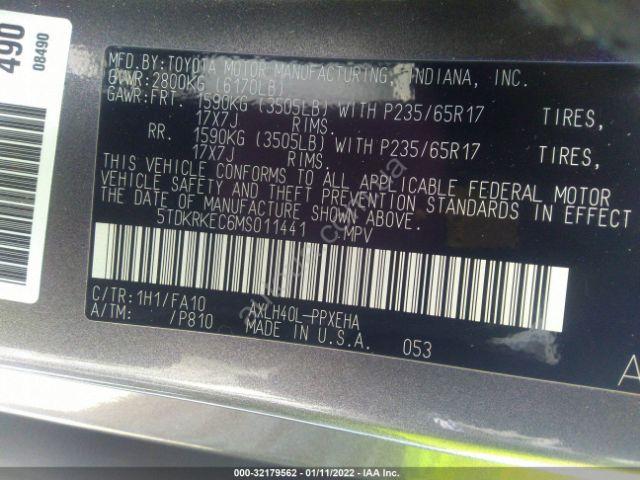 490
08490
MFD.BY:TOYOTA MOTOR MANUFACTURING, INDIANA, INC.
GVWR:2800KG (6170LB)
GAWR:FRT. 1590KG (3505LB) WITH P235/65R17 TIRES,
17X7J RIMS.
RR. 1590KG (3505LB) WITH P235/65R17 TIRES,
17X7J RIMS.
THIS VEHICLE CONFORMS TO ALL APPLICABLE FEDERAL MOTOR
VEHICLE SAFETY AND THEFT PREVENTION STANDARDS IN EFFECT
THE DATE OF MANUFACTURE SHOWN ABOVE.
5TDKRKEC6MS011441 MPV
C/TR:1H1/FA10 AXLH40L-PPXEHA
A/TM: /P810 MADE IN U.S.A.
053
A
000-32179562 - 01/11/2022 - IAA Inc.